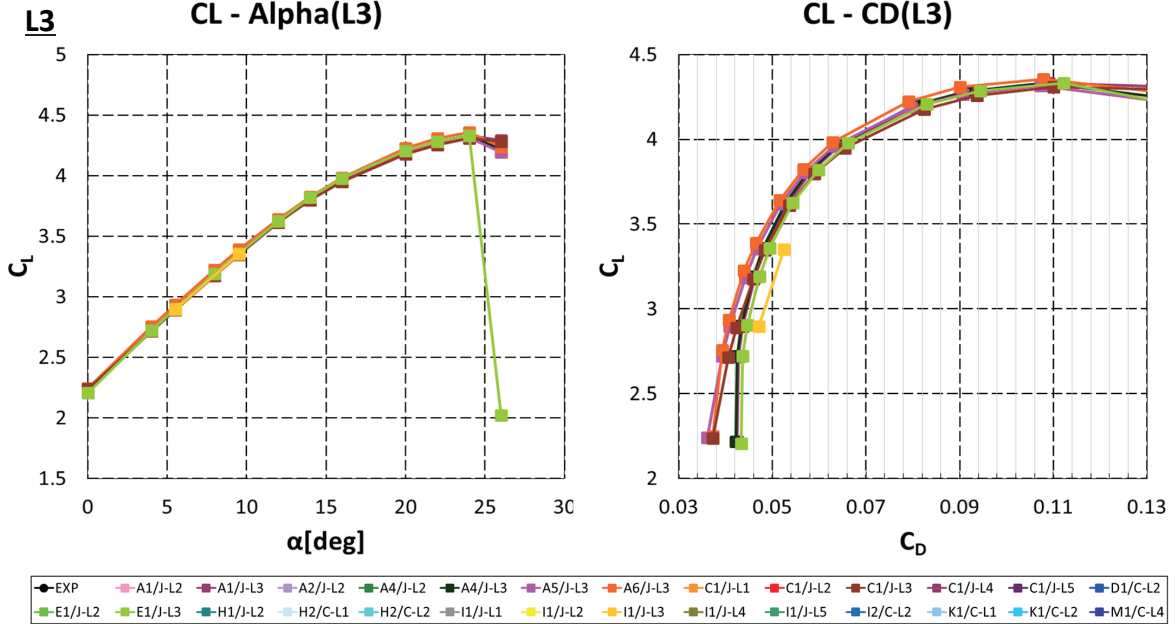 L3
CL - Alpha(L3)
5
4.5
4
3.5
3
2.5
2
1.5
CL
0 5 10 15 20 25 30
α[deg]
CL - CD(L3)
4.5
4
3.5
3
2.5
2
CL
0.03 0.05 0.07 0.09 0.11 0.13
CD
EXP A1/J-L2 A1/J-L3 A2/J-L2 A4/J-L2 A4/J-L3 A5/J-L3 A6/J-L3 C1/J-L1 C1/J-L2 C1/J-L3 C1/J-L4 C1/J-L5 D1/C-L2
E1/J-L2 E1/J-L3 H1/J-L2 H2/C-L1 H2/C-L2 I1/J-L1 I1/J-L2 I1/J-L3 I1/J-L4 I1/J-L5 I2/C-L2 K1/C-L1 K1/C-L2 M1/C-L4